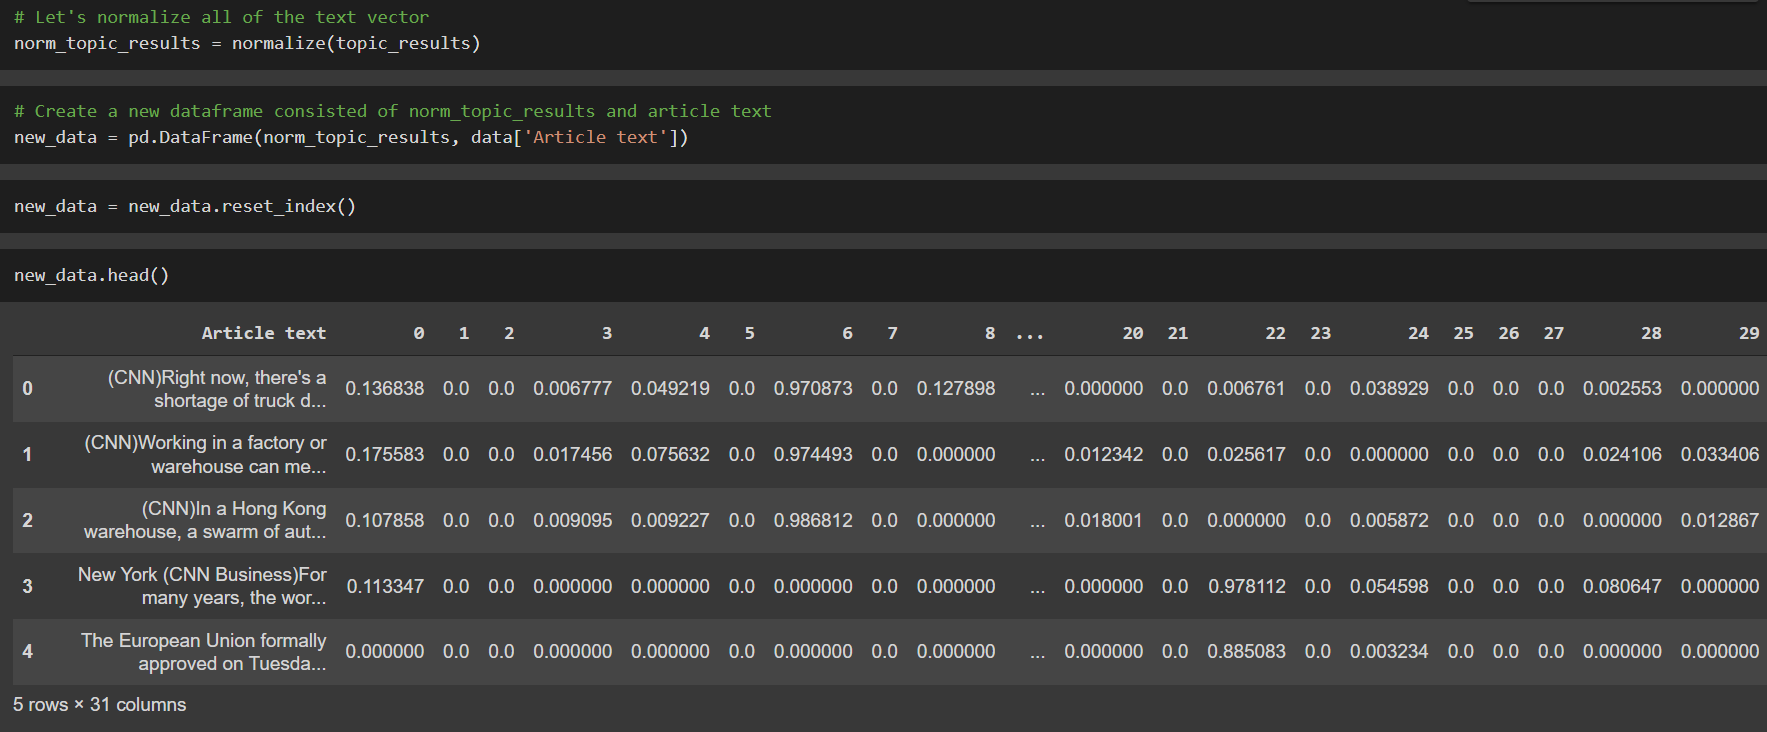 # Let's normalize all of the text vector
norm_topic_results = normalize(topic_results)
# Create a new dataframe consisted of norm_topic_results and article text
new_data = pd.DataFrame(norm_topic_results, data['Article text'])
new_data = new_data.reset_index()
new_data.head()
Article text 0 1 2 3 4 5 6 7 8 ... 20 21 22 23 24 25 26 27 28 29
0 (CNN)Right now, there's a shortage of truck d... 0.136838 0.0 0.0 0.006777 0.049219 0.0 0.970873 0.0 0.127898 ... 0.000000 0.0 0.006761 0.0 0.038929 0.0 0.0 0.0 0.002553 0.000000
1 (CNN)Working in a factory or warehouse can me... 0.175583 0.0 0.0 0.017456 0.075632 0.0 0.974493 0.0 0.000000 ... 0.012342 0.0 0.025617 0.0 0.000000 0.0 0.0 0.0 0.024106 0.033406
2 (CNN)In a Hong Kong warehouse, a swarm of aut... 0.107858 0.0 0.0 0.009095 0.009227 0.0 0.986812 0.0 0.000000 ... 0.018001 0.0 0.000000 0.0 0.005872 0.0 0.0 0.0 0.000000 0.012867
3 New York (CNN Business)For many years, the wor... 0.113347 0.0 0.0 0.000000 0.000000 0.0 0.000000 0.0 0.000000 ... 0.000000 0.0 0.978112 0.0 0.054598 0.0 0.0 0.0 0.080647 0.000000
4 The European Union formally approved on Tuesda... 0.000000 0.0 0.0 0.000000 0.000000 0.0 0.000000 0.0 0.000000 ... 0.000000 0.0 0.885083 0.0 0.003234 0.0 0.0 0.0 0.000000 0.000000
5 rows × 31 columns